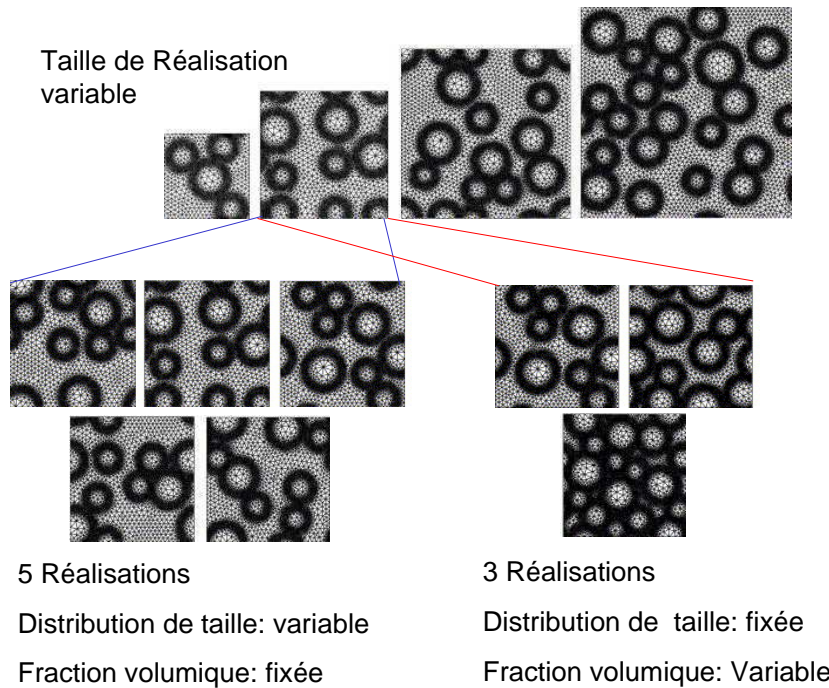 Taille de Réalisation
variable
5 Réalisations
Distribution de taille: variable
Fraction volumique: fixée
3 Réalisations
Distribution de taille: fixée
Fraction volumique: Variable